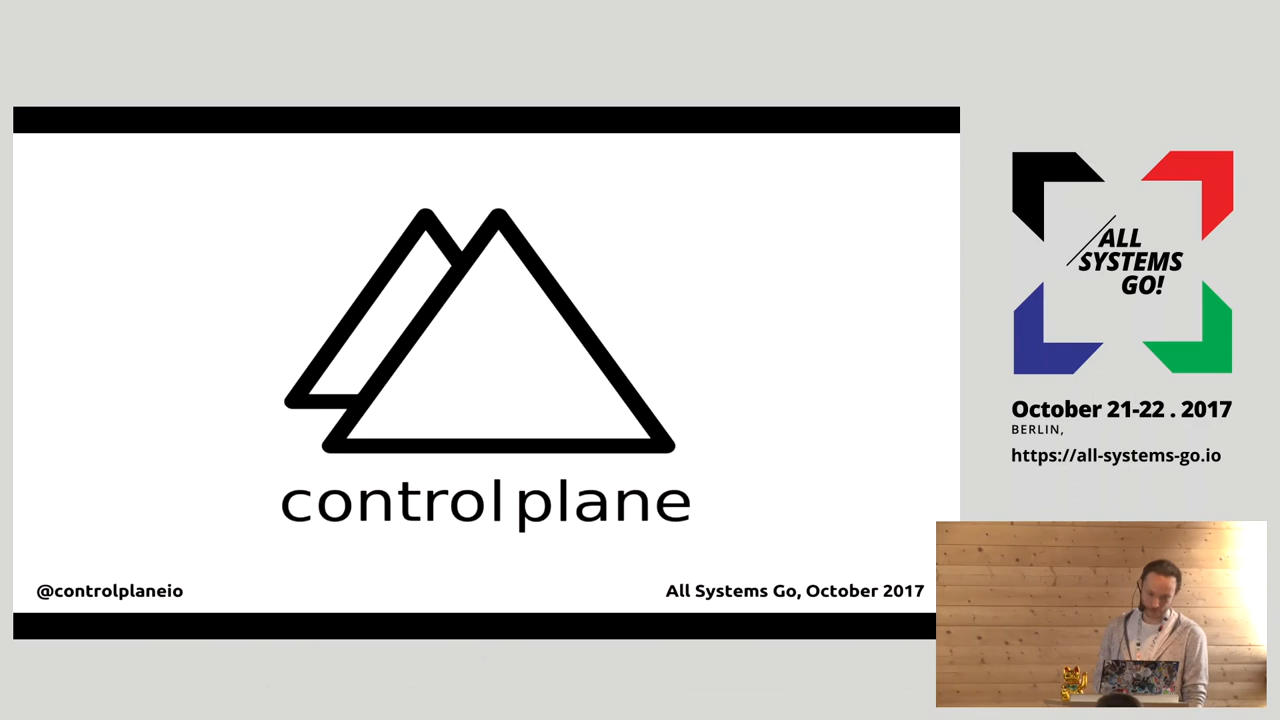 control plane
@controlplaneio
All Systems Go, October 2017
ALL
SYSTEMS
GO!
October 21-22 . 2017
BERLIN,
https://all-systems-go.io